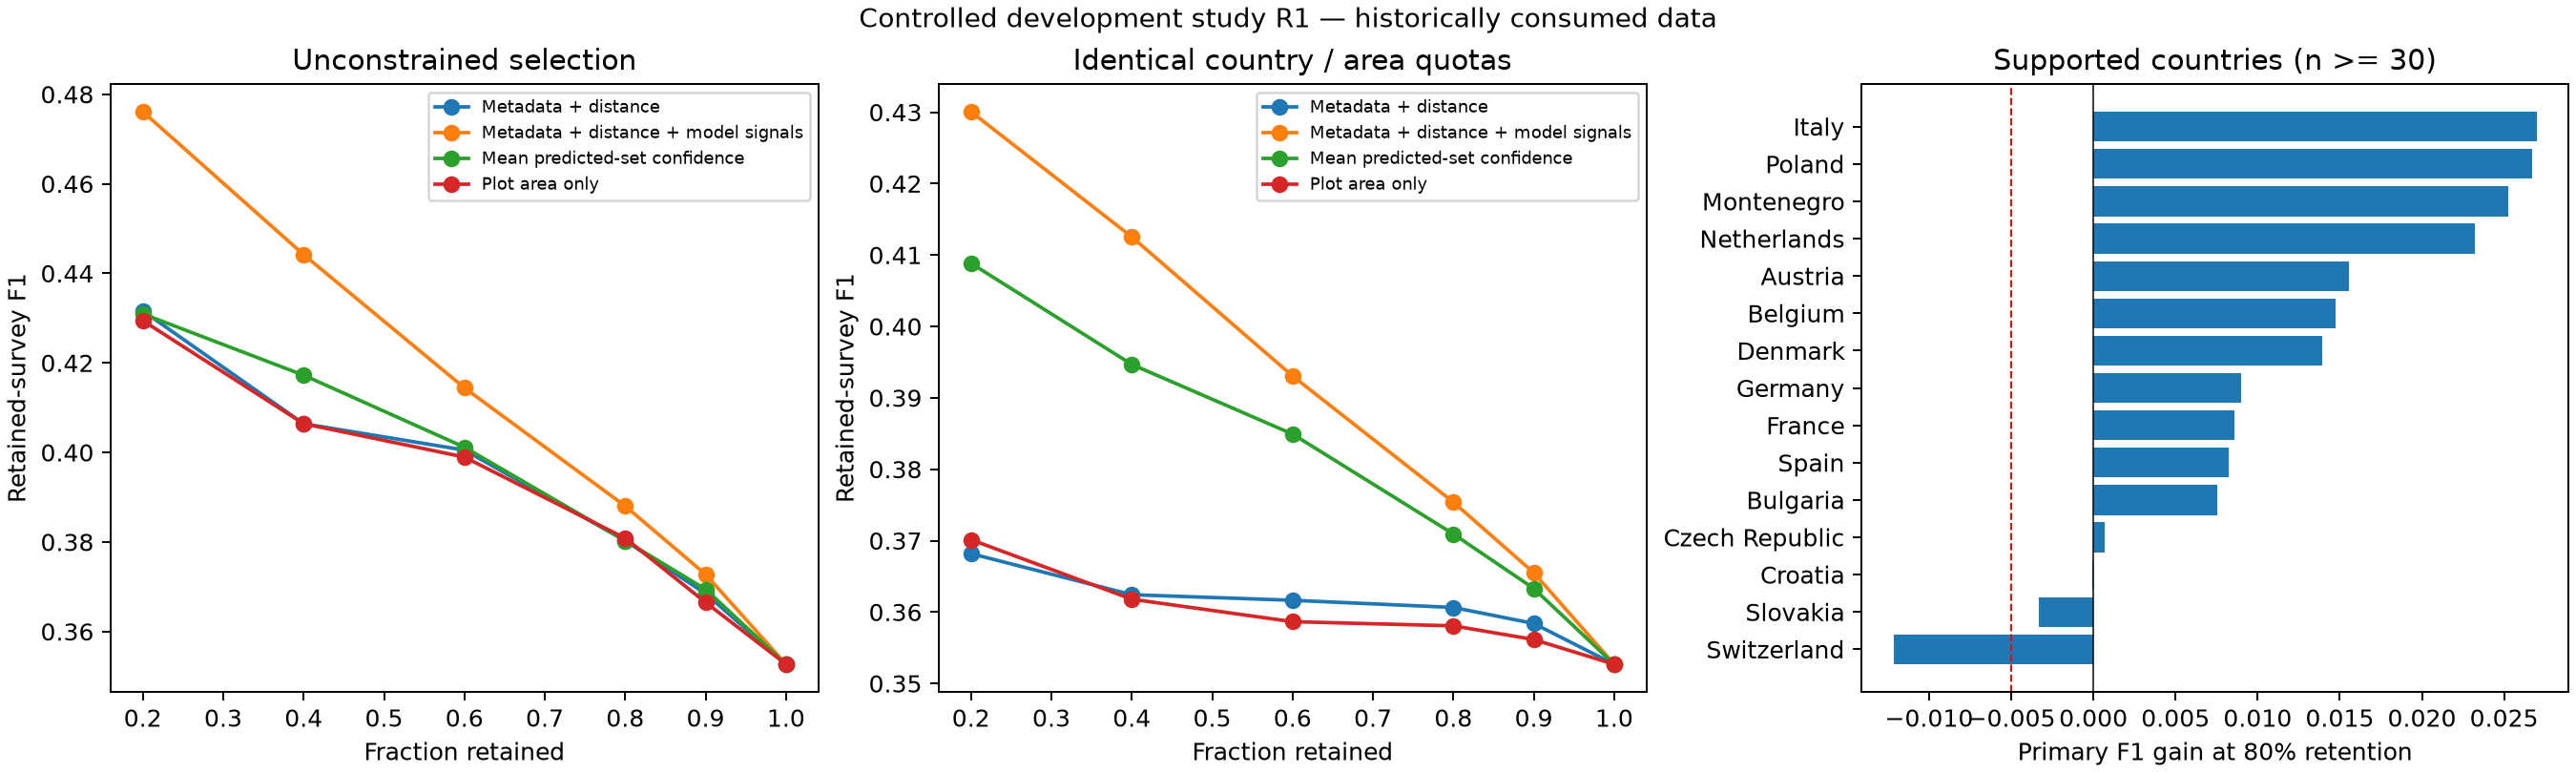 Controlled development study R1 — historically consumed data
Unconstrained selection
Retained-survey F1
0.48
0.46
0.44
0.42
0.40
0.38
0.36
Metadata + distance
Metadata + distance + model signals
Mean predicted-set confidence
Plot area only
0.2 0.3 0.4 0.5 0.6 0.7 0.8 0.9 1.0
Fraction retained
Identical country / area quotas
Retained-survey F1
0.43
0.42
0.41
0.40
0.39
0.38
0.37
0.36
0.35
Metadata + distance
Metadata + distance + model signals
Mean predicted-set confidence
Plot area only
0.2 0.3 0.4 0.5 0.6 0.7 0.8 0.9 1.0
Fraction retained
Supported countries (n >= 30)
Italy
Poland
Montenegro
Netherlands
Austria
Belgium
Denmark
Germany
France
Spain
Bulgaria
Czech Republic
Croatia
Slovakia
Switzerland
−0.010 −0.005 0.000 0.005 0.010 0.015 0.020 0.025
Primary F1 gain at 80% retention